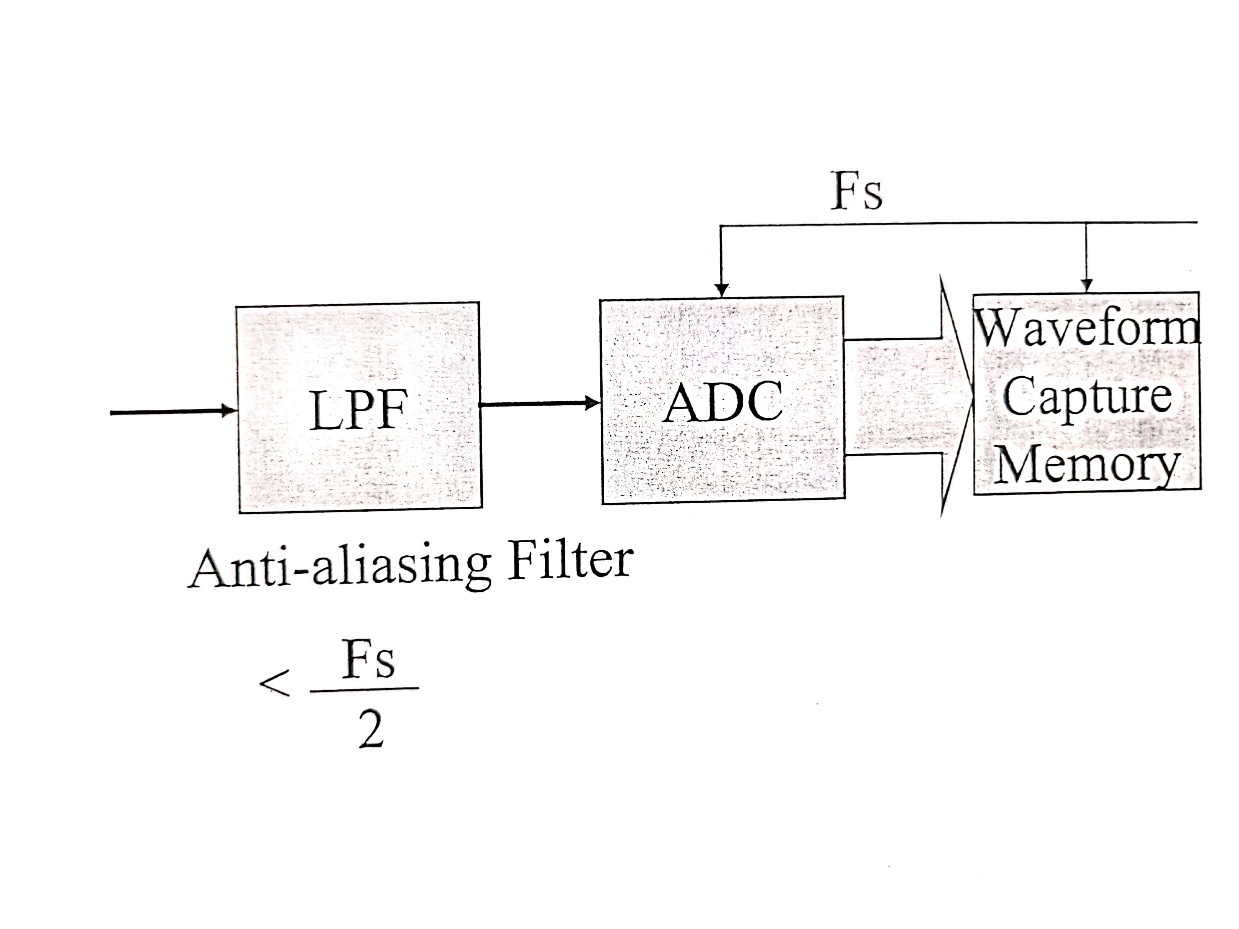 Fs
LPF
ADC
Waveform
Capture
Memory
Anti-aliasing Filter
< Fs
2